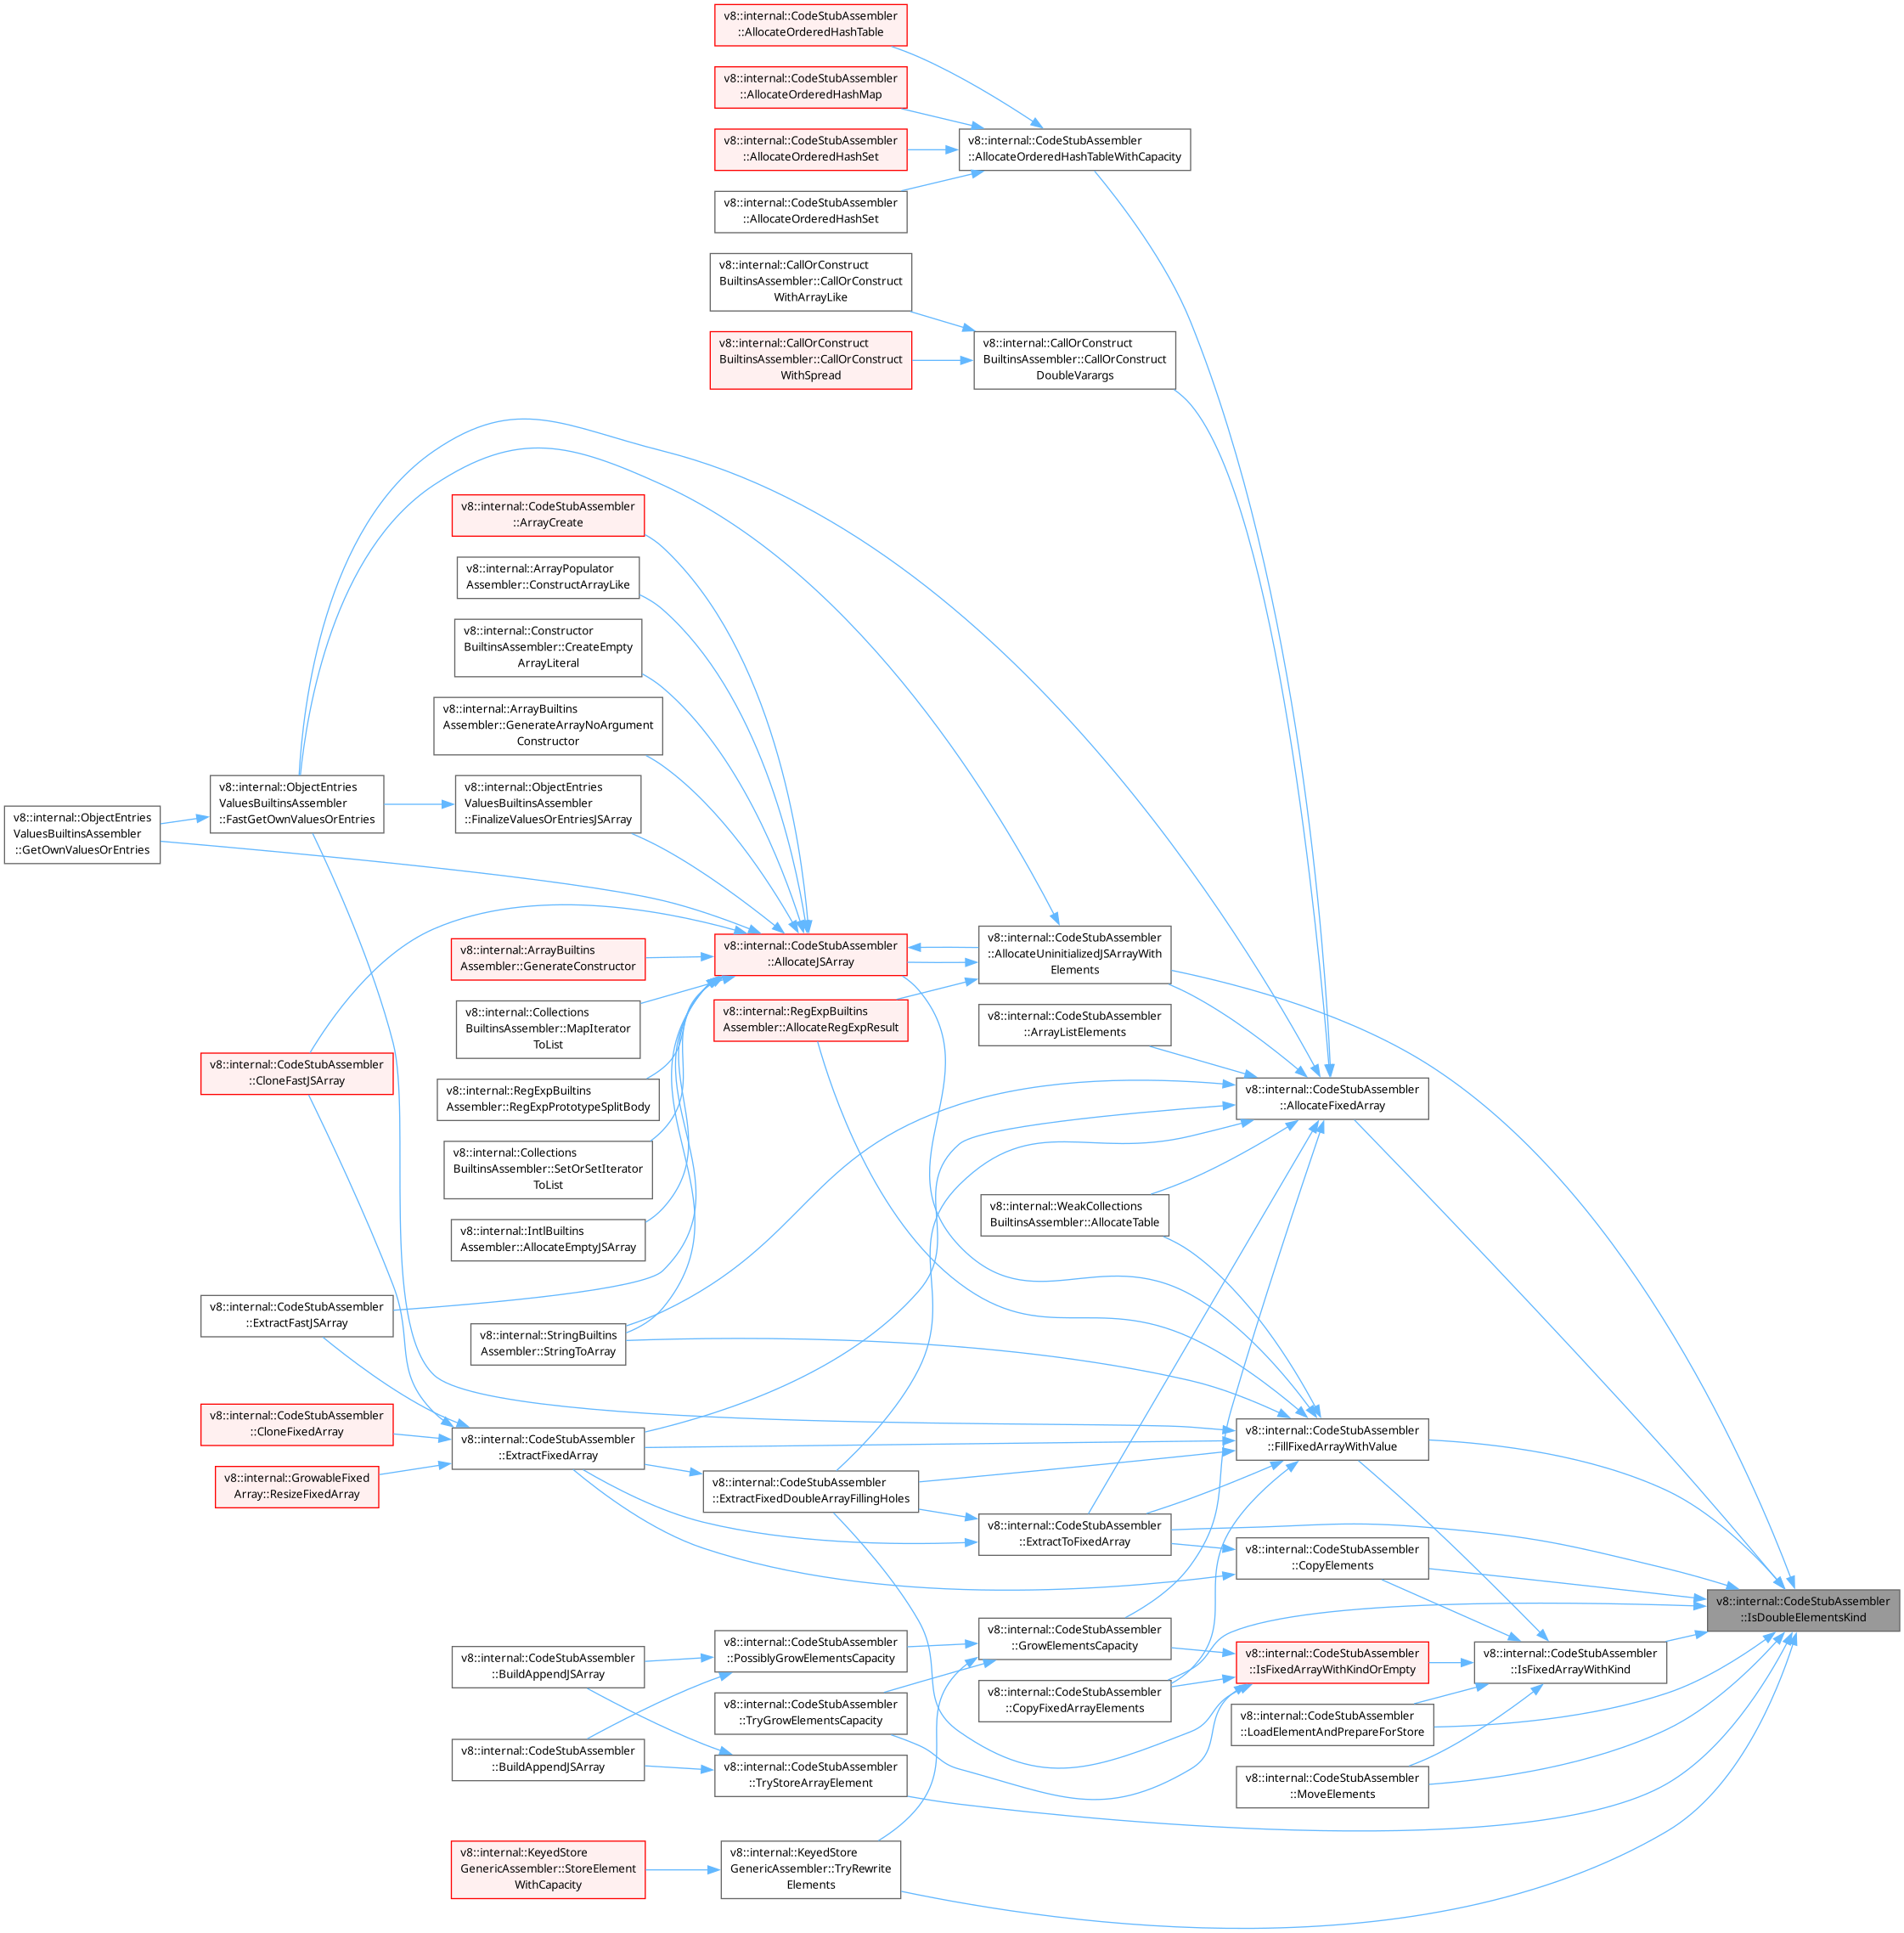 v8::internal::CodeStubAssembler
::AllocateOrderedHashTable
v8::internal::CodeStubAssembler
::AllocateOrderedHashMap
v8::internal::CodeStubAssembler
::AllocateOrderedHashSet
v8::internal::CodeStubAssembler
::AllocateOrderedHashTableWithCapacity
v8::internal::CodeStubAssembler
::AllocateOrderedHashSet
v8::internal::CallOrConstruct
BuiltinsAssembler::CallOrConstruct
WithArrayLike
v8::internal::CallOrConstruct
BuiltinsAssembler::CallOrConstruct
WithSpread
v8::internal::CallOrConstruct
BuiltinsAssembler::CallOrConstruct
DoubleVarargs
v8::internal::CodeStubAssembler
::ArrayCreate
v8::internal::ArrayPopulator
Assembler::ConstructArrayLike
v8::internal::Constructor
BuiltinsAssembler::CreateEmpty
ArrayLiteral
v8::internal::ArrayBuiltins
Assembler::GenerateArrayNoArgument
Constructor
v8::internal::ObjectEntries
ValuesBuiltinsAssembler
::GetOwnValuesOrEntries
v8::internal::ObjectEntries
ValuesBuiltinsAssembler
::FastGetOwnValuesOrEntries
v8::internal::ObjectEntries
ValuesBuiltinsAssembler
::FinalizeValuesOrEntriesJSArray
v8::internal::ArrayBuiltins
Assembler::GenerateConstructor
v8::internal::CodeStubAssembler
::AllocateJSArray
v8::internal::CodeStubAssembler
::AllocateUninitializedJSArrayWith
Elements
v8::internal::Collections
BuiltinsAssembler::MapIterator
ToList
v8::internal::RegExpBuiltins
Assembler::AllocateRegExpResult
v8::internal::CodeStubAssembler
::ArrayListElements
v8::internal::CodeStubAssembler
::CloneFastJSArray
v8::internal::RegExpBuiltins
Assembler::RegExpPrototypeSplitBody
v8::internal::CodeStubAssembler
::AllocateFixedArray
v8::internal::Collections
BuiltinsAssembler::SetOrSetIterator
ToList
v8::internal::WeakCollections
BuiltinsAssembler::AllocateTable
v8::internal::IntlBuiltins
Assembler::AllocateEmptyJSArray
v8::internal::CodeStubAssembler
::ExtractFastJSArray
v8::internal::StringBuiltins
Assembler::StringToArray
v8::internal::CodeStubAssembler
::CloneFixedArray
v8::internal::CodeStubAssembler
::ExtractFixedArray
v8::internal::CodeStubAssembler
::FillFixedArrayWithValue
v8::internal::GrowableFixed
Array::ResizeFixedArray
v8::internal::CodeStubAssembler
::ExtractFixedDoubleArrayFillingHoles
v8::internal::CodeStubAssembler
::ExtractToFixedArray
v8::internal::CodeStubAssembler
::CopyElements
v8::internal::CodeStubAssembler
::IsDoubleElementsKind
v8::internal::CodeStubAssembler
::BuildAppendJSArray
v8::internal::CodeStubAssembler
::PossiblyGrowElementsCapacity
v8::internal::CodeStubAssembler
::GrowElementsCapacity
v8::internal::CodeStubAssembler
::IsFixedArrayWithKindOrEmpty
v8::internal::CodeStubAssembler
::IsFixedArrayWithKind
v8::internal::CodeStubAssembler
::TryGrowElementsCapacity
v8::internal::CodeStubAssembler
::CopyFixedArrayElements
v8::internal::CodeStubAssembler
::LoadElementAndPrepareForStore
v8::internal::CodeStubAssembler
::BuildAppendJSArray
v8::internal::CodeStubAssembler
::TryStoreArrayElement
v8::internal::CodeStubAssembler
::MoveElements
v8::internal::KeyedStore
GenericAssembler::StoreElement
WithCapacity
v8::internal::KeyedStore
GenericAssembler::TryRewrite
Elements